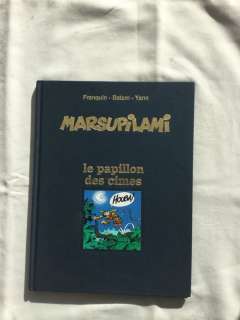 Franquin - Batem - Yann
MARSUPILAMI
le papillon
des cimes
HOUBA!